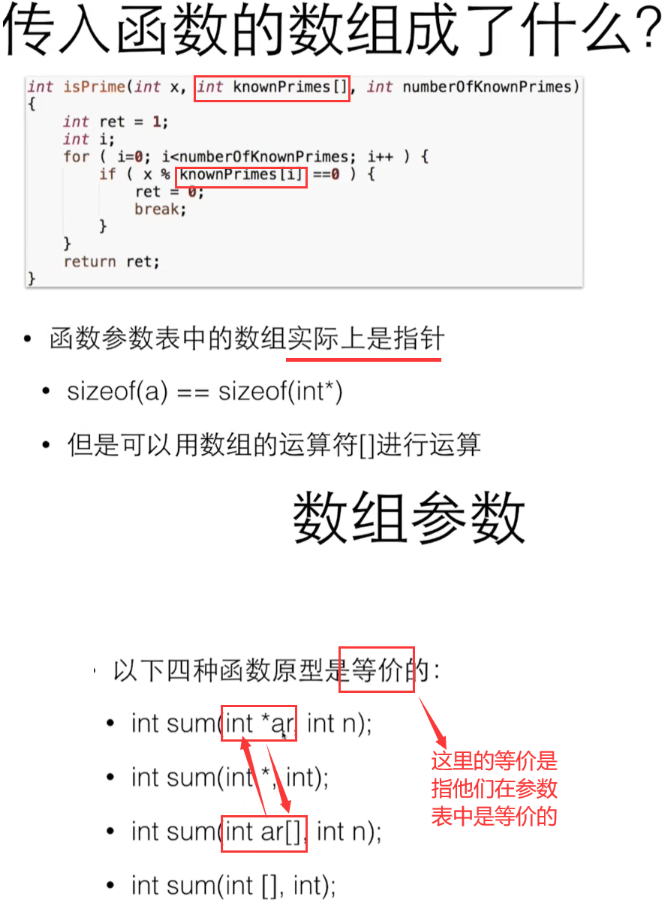 传入函数的数组成了什么？
int isPrime(int x, int knownPrimes[], int numberOfKnownPrimes)
{
int ret = 1;
int i;
for ( i=0; i<numberOfKnownPrimes; i++ ) {
if ( x % knownPrimes[i] ==0 ) {
ret = 0;
break;
}
}
return ret;
}
• 函数参数表中的数组实际上是指针
• sizeof(a) == sizeof(int*)
• 但是可以用数组的运算符[]进行运算
数组参数
• 以下四种函数原型是等价的：
• int sum(int *ar, int n);
• int sum(int *, int);
• int sum(int ar[], int n);
• int sum(int [], int);
这里的等价是
指他们在参数
表中是等价的